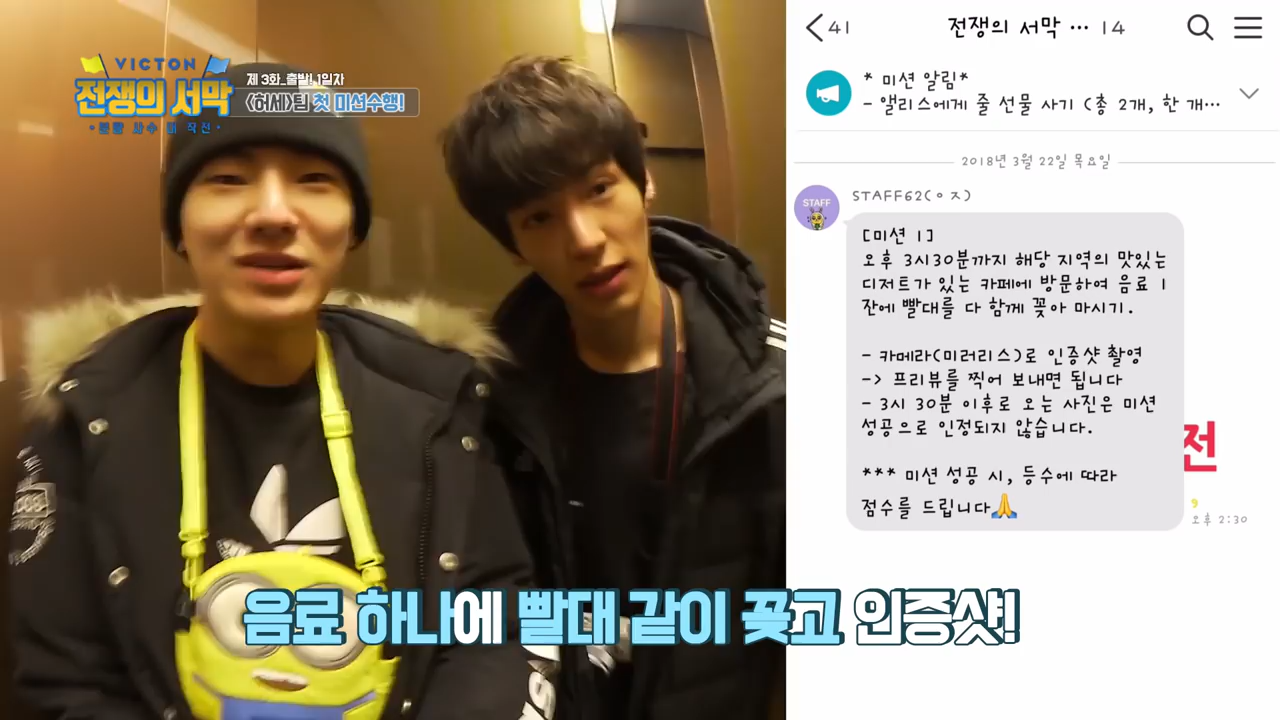 VICTON
전쟁의 서막
제 3화_출발! 1일차
<허세>팀 첫 미션수행!
41
전쟁의 서막 … 14
* 미션 알림*
- 앨리스에게 줄 선물 사기 (총 2개, 한 개…
2018년 3월 22일 목요일
STAFF
STAFF62(ㅇㅈ)
[미션 1]
오후 3시30분까지 해당 지역의 맛있는
디저트가 있는 카페에 방문하여 음료 1
잔에 빨대를 다 함께 꽂아 마시기.
- 카메라(미러리스)로 인증샷 촬영
-> 프리뷰를 찍어 보내면 됩니다
- 3시 30분 이후로 오는 사진은 미션
성공으로 인정되지 않습니다.
*** 미션 성공 시, 등수에 따라
점수를 드립니다🙏
전
9
오후 2:30
음료 하나에 빨대 같이 꽂고 인증샷!